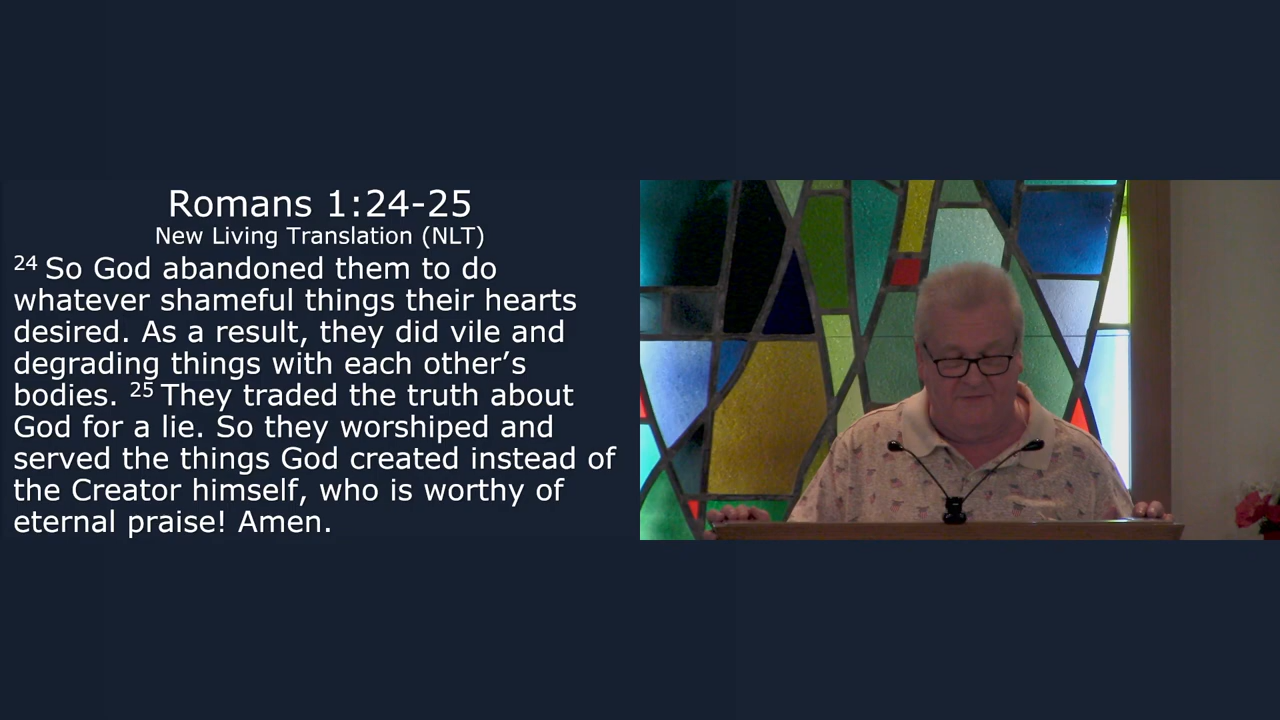 Romans 1:24-25
New Living Translation (NLT)
24 So God abandoned them to do
whatever shameful things their hearts
desired. As a result, they did vile and
degrading things with each other’s
bodies. 25 They traded the truth about
God for a lie. So they worshiped and
served the things God created instead of
the Creator himself, who is worthy of
eternal praise! Amen.